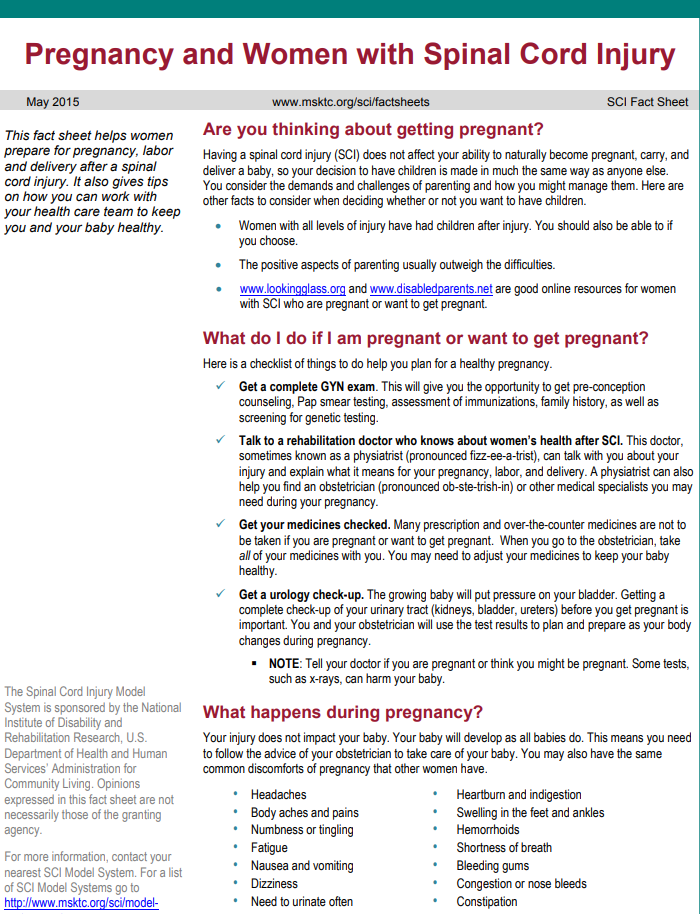 Pregnancy and Women with Spinal Cord Injury
May 2015 www.msktc.org/sci/factsheets SCI Fact Sheet
This fact sheet helps women
prepare for pregnancy, labor
and delivery after a spinal
cord injury. It also gives tips
on how you can work with
your health care team to keep
you and your baby healthy.
The Spinal Cord Injury Model
System is sponsored by the National
Institute of Disability and
Rehabilitation Research, U.S.
Department of Health and Human
Services' Administration for
Community Living. Opinions
expressed in this fact sheet are not
necessarily those of the granting
agency.
For more information, contact your
nearest SCI Model System. For a list
of SCI Model Systems go to
http://www.msktc.org/sci/model-
Are you thinking about getting pregnant?
Having a spinal cord injury (SCI) does not affect your ability to naturally become pregnant, carry, and
deliver a baby, so your decision to have children is made in much the same way as anyone else.
You consider the demands and challenges of parenting and how you might manage them. Here are
other facts to consider when deciding whether or not you want to have children.
• Women with all levels of injury have had children after injury. You should also be able to if
you choose.
• The positive aspects of parenting usually outweigh the difficulties.
• www.lookingglass.org and www.disabledparents.net are good online resources for women
with SCI who are pregnant or want to get pregnant.
What do I do if I am pregnant or want to get pregnant?
Here is a checklist of things to do help you plan for a healthy pregnancy.
✓ Get a complete GYN exam. This will give you the opportunity to get pre-conception
counseling, Pap smear testing, assessment of immunizations, family history, as well as
screening for genetic testing.
✓ Talk to a rehabilitation doctor who knows about women's health after SCI. This doctor,
sometimes known as a physiatrist (pronounced fizz-ee-a-trist), can talk with you about your
injury and explain what it means for your pregnancy, labor, and delivery. A physiatrist can also
help you find an obstetrician (pronounced ob-ste-trish-in) or other medical specialists you may
need during your pregnancy.
✓ Get your medicines checked. Many prescription and over-the-counter medicines are not to
be taken if you are pregnant or want to get pregnant. When you go to the obstetrician, take
all of your medicines with you. You may need to adjust your medicines to keep your baby
healthy.
✓ Get a urology check-up. The growing baby will put pressure on your bladder. Getting a
complete check-up of your urinary tract (kidneys, bladder, ureters) before you get pregnant is
important. You and your obstetrician will use the test results to plan and prepare as your body
changes during pregnancy.
▪ NOTE: Tell your doctor if you are pregnant or think you might be pregnant. Some tests,
such as x-rays, can harm your baby.
What happens during pregnancy?
Your injury does not impact your baby. Your baby will develop as all babies do. This means you need
to follow the advice of your obstetrician to take care of your baby. You may also have the same
common discomforts of pregnancy that other women have.
• Headaches
• Body aches and pains
• Numbness or tingling
• Fatigue
• Nausea and vomiting
• Dizziness
• Need to urinate often
• Heartburn and indigestion
• Swelling in the feet and ankles
• Hemorrhoids
• Shortness of breath
• Bleeding gums
• Congestion or nose bleeds
• Constipation